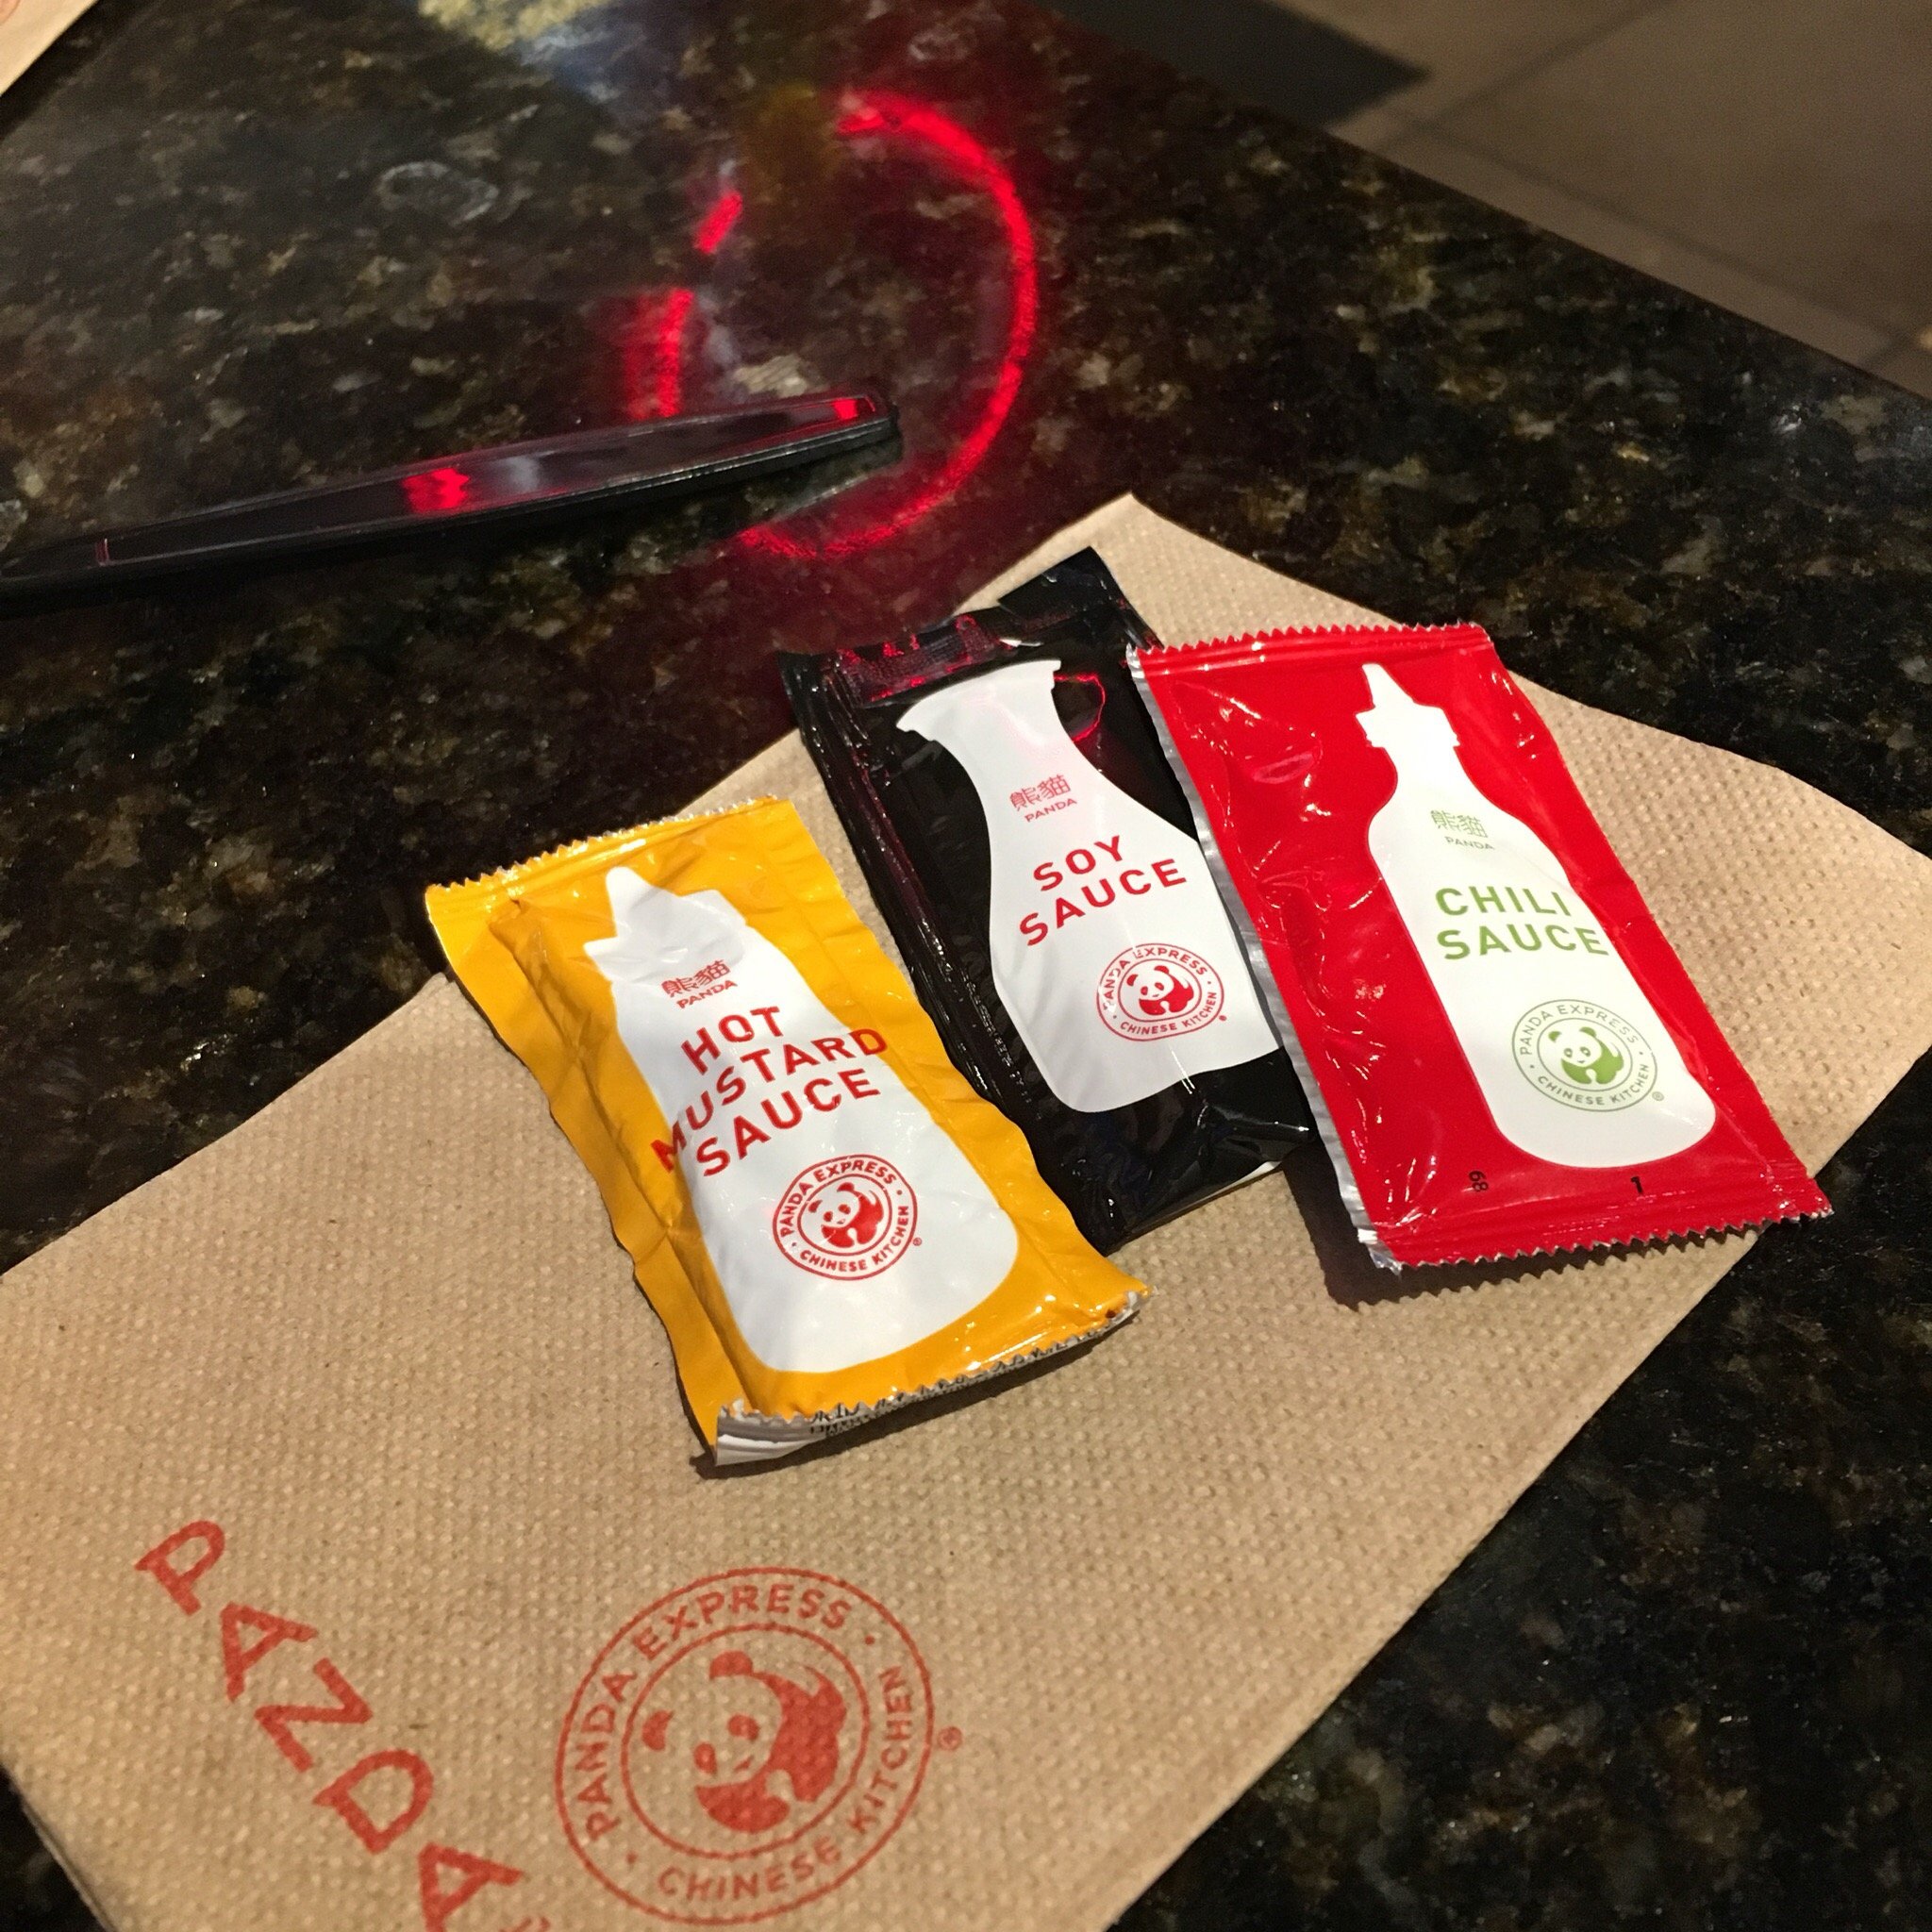 熊貓
PANDA
HOT
MUSTARD
SAUCE
PANDA EXPRESS
CHINESE KITCHEN
®
熊貓
PANDA
SOY
SAUCE
PANDA EXPRESS
CHINESE KITCHEN
®
熊貓
PANDA
CHILI
SAUCE
PANDA EXPRESS
CHINESE KITCHEN
®
68
1
PANDA
PANDA EXPRESS
CHINESE KITCHEN
®